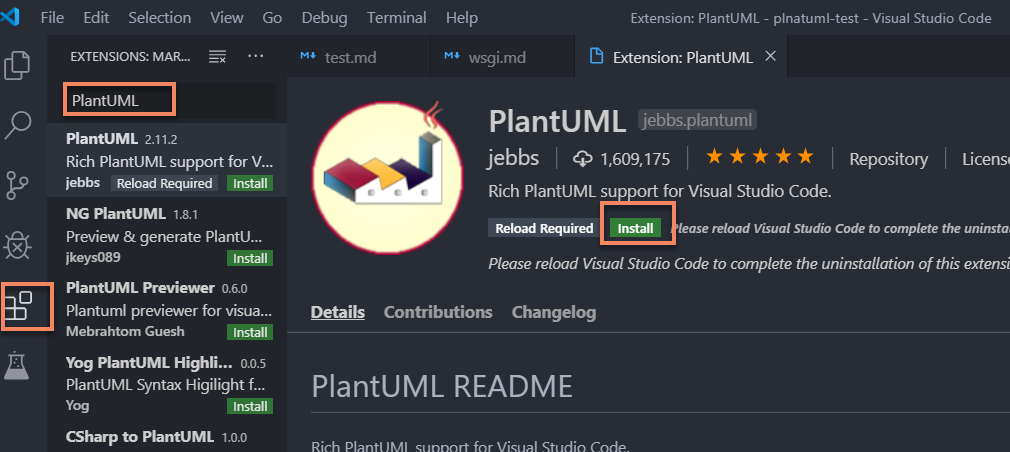 File Edit Selection View Go Debug Terminal Help
Extension: PlantUML - plnatuml-test - Visual Studio Code
EXTENSIONS: MAR...
test.md
wsgi.md
Extension: PlantUML
PlantUML
PlantUML 2.11.2
Rich PlantUML support for V...
jebbs Reload Required Install
NG PlantUML 1.8.1
Preview & generate PlantU...
jkeys089 Install
PlantUML Previewer 0.6.0
Plantuml previewer for visua...
Mebrahtom Guesh Install
Yog PlantUML Highli... 0.0.5
PlantUML Syntax Higilight f...
Yog Install
CSharp to PlantUML 1.0.0
PlantUML jebbs.plantuml
jebbs 1,609,175 Repository Licens
Rich PlantUML support for Visual Studio Code.
Reload Required Install Please reload Visual Studio Code to complete the uninsta
Please reload Visual Studio Code to complete the uninstallation of this extensi
Details Contributions Changelog
PlantUML README
Rich PlantUML support for Visual Studio Code.